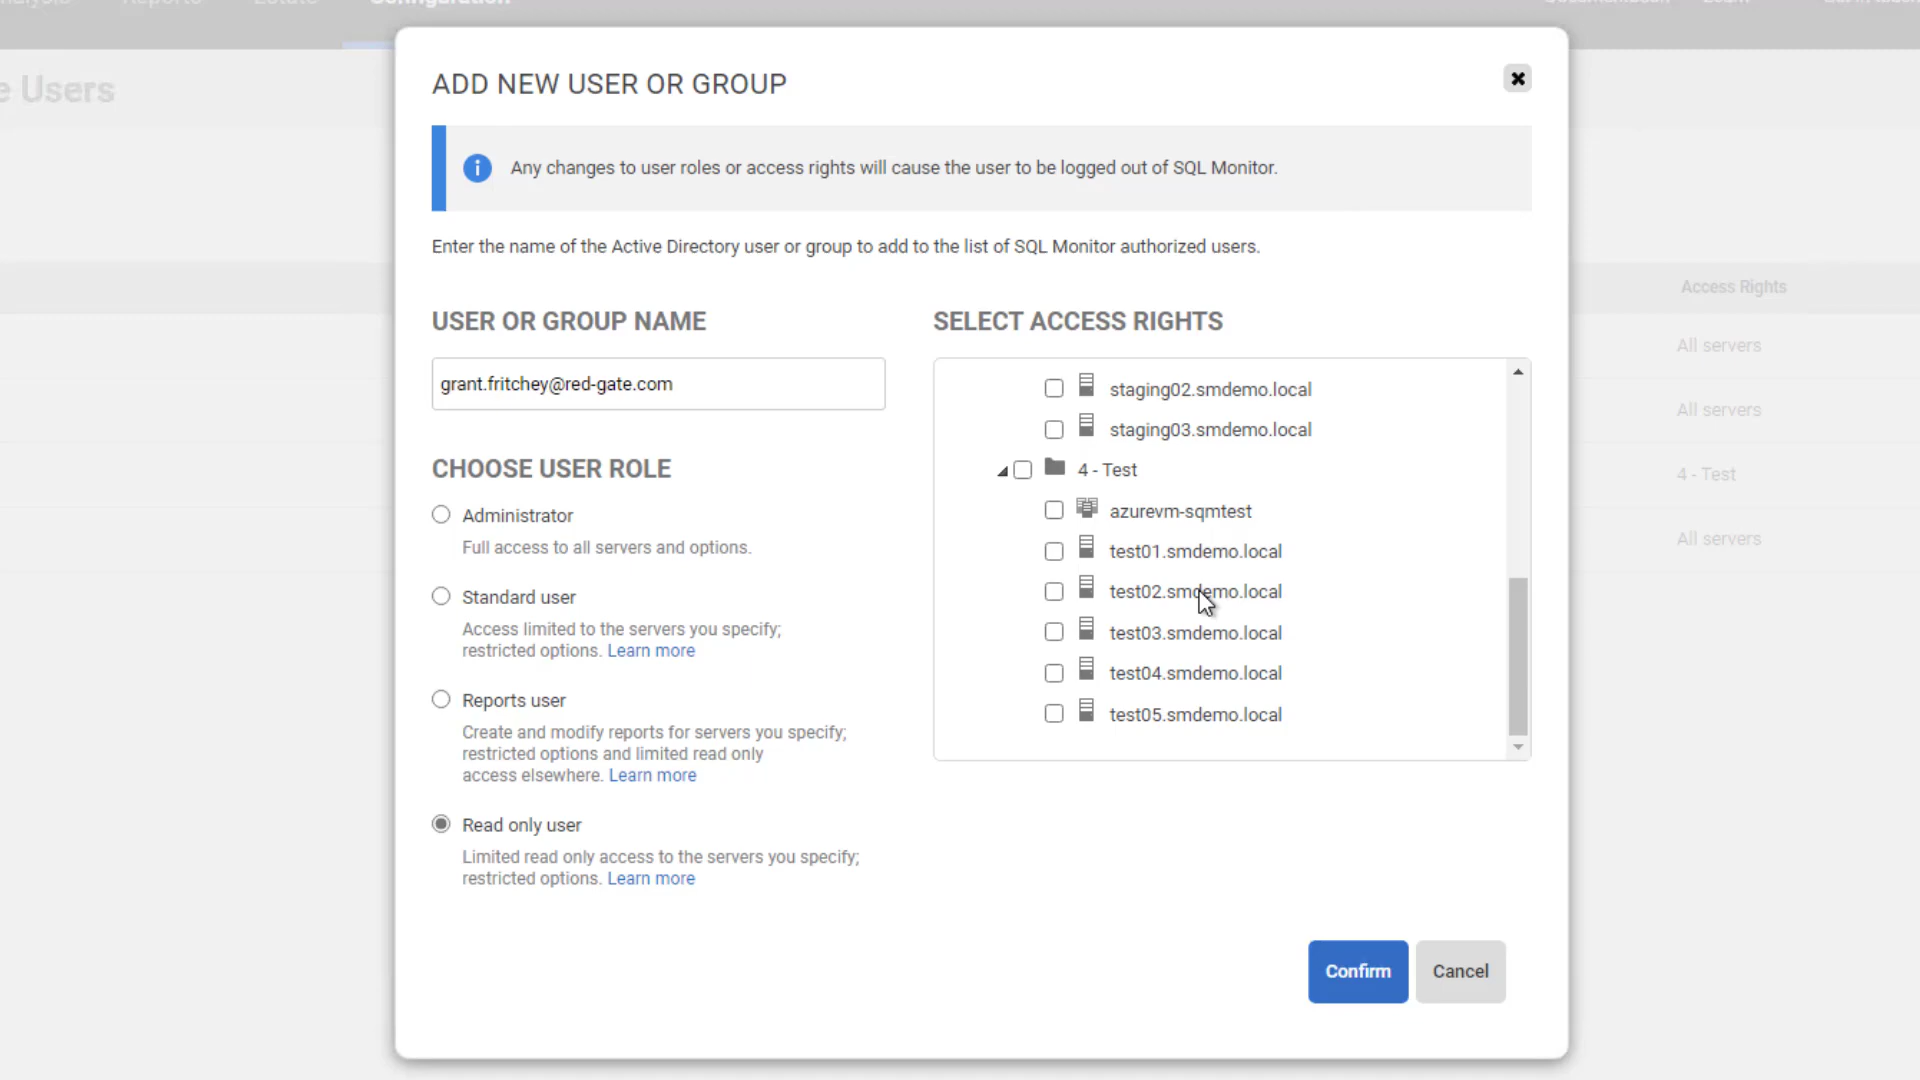 Reports
Configuration
e Users
ADD NEW USER OR GROUP
Any changes to user roles or access rights will cause the user to be logged out of SQL Monitor.
Enter the name of the Active Directory user or group to add to the list of SQL Monitor authorized users.
USER OR GROUP NAME
grant.fritchey@red-gate.com
CHOOSE USER ROLE
Administrator
Full access to all servers and options.
Standard user
Access limited to the servers you specify;
restricted options. Learn more
Reports user
Create and modify reports for servers you specify;
restricted options and limited read only
access elsewhere. Learn more
Read only user
Limited read only access to the servers you specify;
restricted options. Learn more
SELECT ACCESS RIGHTS
staging02.smdemo.local
staging03.smdemo.local
4 - Test
azurevm-sqmtest
test01.smdemo.local
test02.smdemo.local
test03.smdemo.local
test04.smdemo.local
test05.smdemo.local
Confirm
Cancel
Access Rights
All servers
All servers
4 - Test
All servers